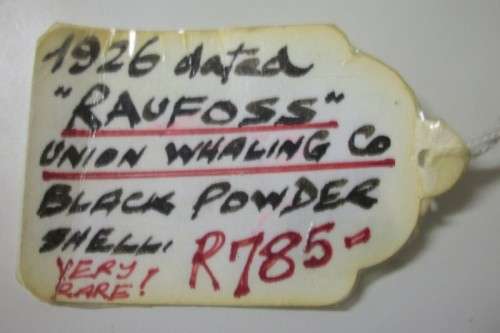 1926 dated
"RAUFOSS"
UNION WHALING Co
BLACK POWDER
SHELL.
R785-
VERY
RARE!